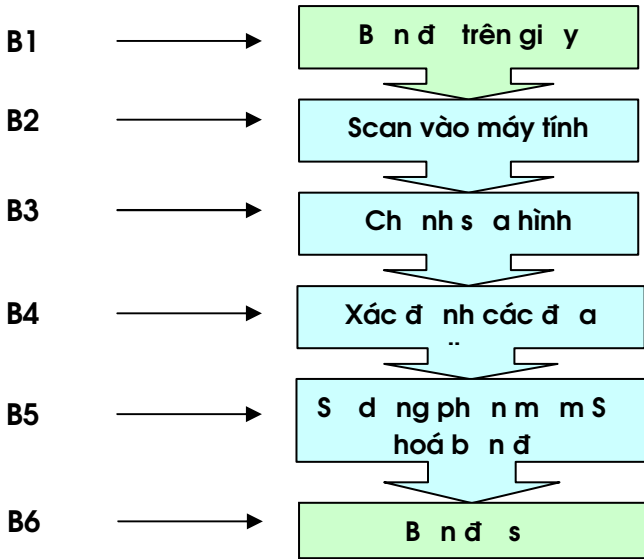 B1
B n đ trên gi y
B2
Scan vào máy tính
B3
Ch nh s a hình
B4
Xác đ nh các đ a
B5
S d ng ph n m m S
hoá b n đ
B6
B n đ s